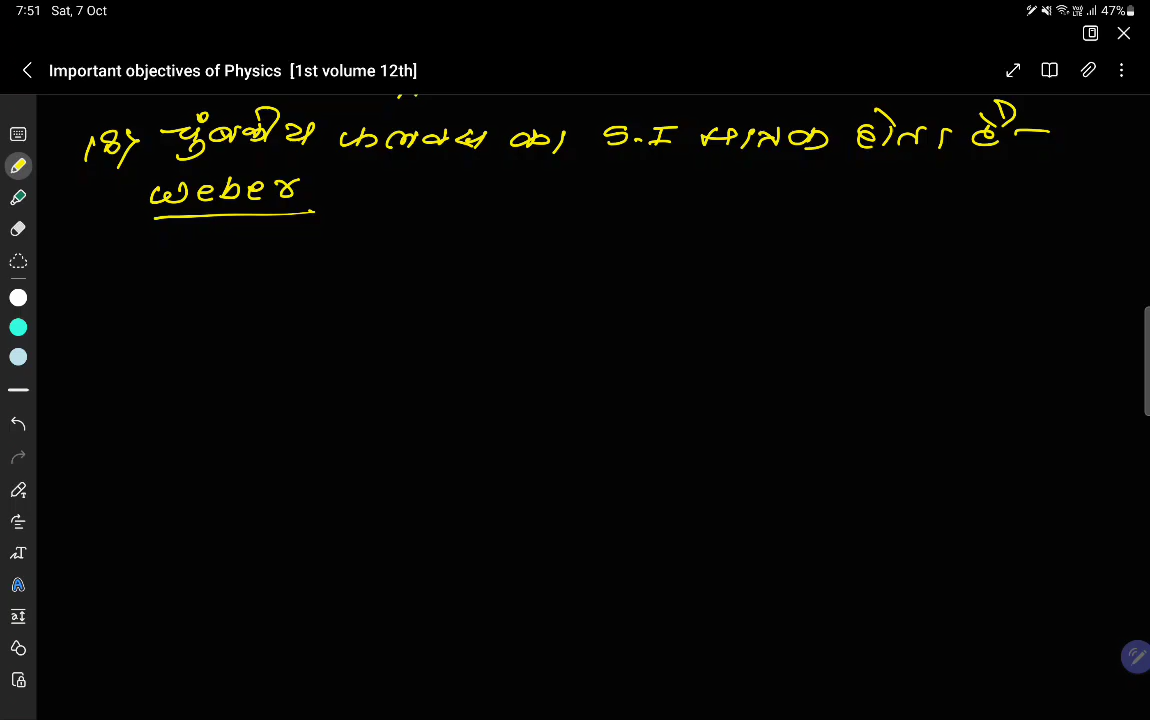 7:51 Sat, 7 Oct 47%
Important objectives of Physics [1st volume 12th]
18) चुंबकीय फ्लक्स का S.I मात्रक होता है —
weber